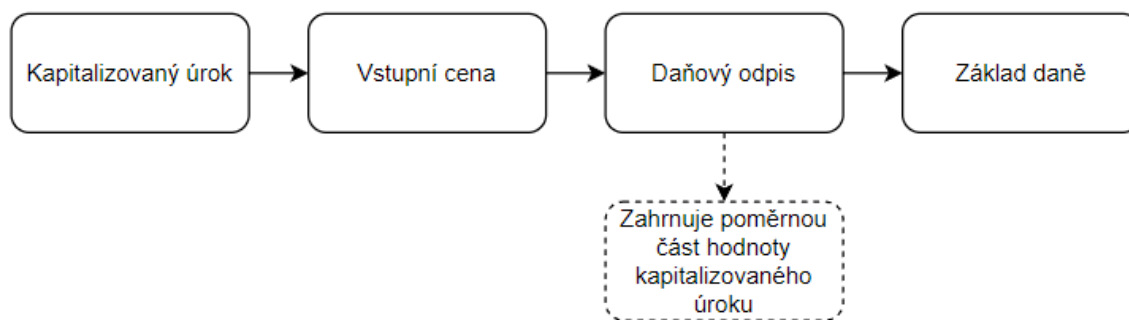 Kapitalizovaný úrok
Vstupní cena
Daňový odpis
Základ daně
Zahrnuje poměrnou
část hodnoty
kapitalizovaného
úroku